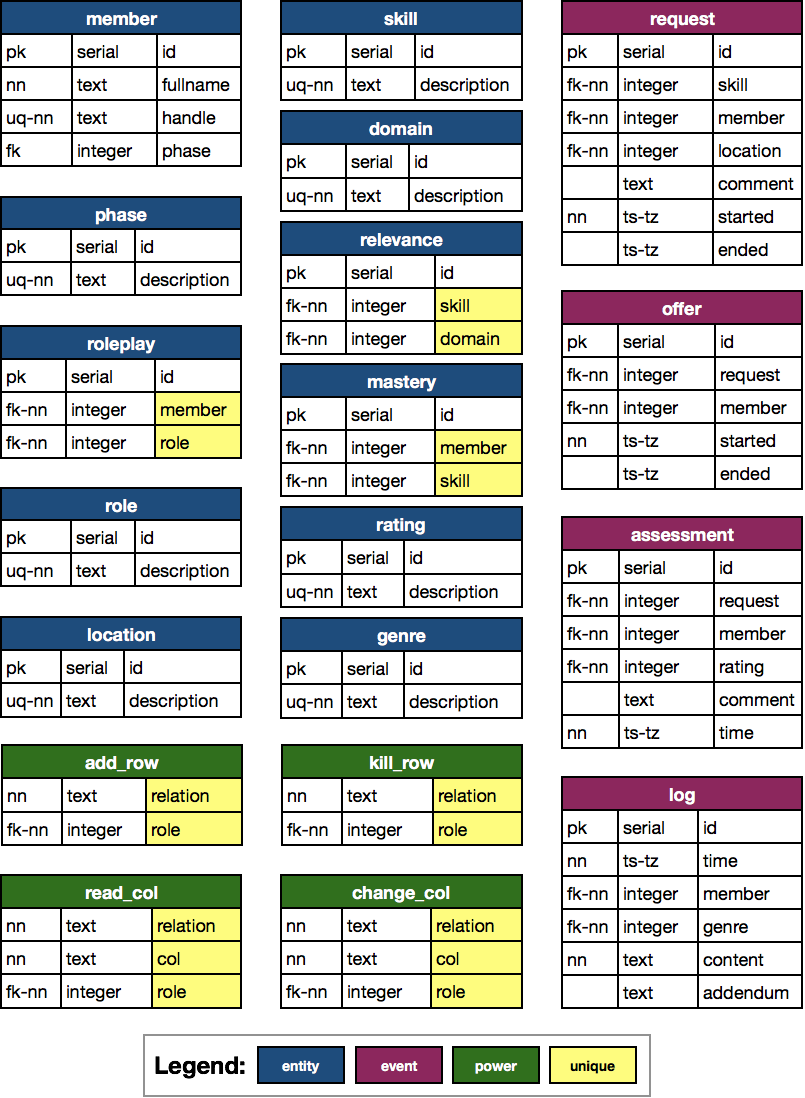 member
pk serial id
nn text fullname
uq-nn text handle
fk integer phase
phase
pk serial id
uq-nn text description
roleplay
pk serial id
fk-nn integer member
fk-nn integer role
role
pk serial id
uq-nn text description
location
pk serial id
uq-nn text description
add_row
nn text relation
fk-nn integer role
read_col
nn text relation
nn text col
fk-nn integer role
skill
pk serial id
uq-nn text description
domain
pk serial id
uq-nn text description
relevance
pk serial id
fk-nn integer skill
fk-nn integer domain
mastery
pk serial id
fk-nn integer member
fk-nn integer skill
rating
pk serial id
uq-nn text description
genre
pk serial id
uq-nn text description
kill_row
nn text relation
fk-nn integer role
change_col
nn text relation
nn text col
fk-nn integer role
request
pk serial id
fk-nn integer skill
fk-nn integer member
fk-nn integer location
text comment
nn ts-tz started
ts-tz ended
offer
pk serial id
fk-nn integer request
fk-nn integer member
nn ts-tz started
ts-tz ended
assessment
pk serial id
fk-nn integer request
fk-nn integer member
fk-nn integer rating
text comment
nn ts-tz time
log
pk serial id
nn ts-tz time
fk-nn integer member
fk-nn integer genre
nn text content
text addendum
Legend: entity event power unique